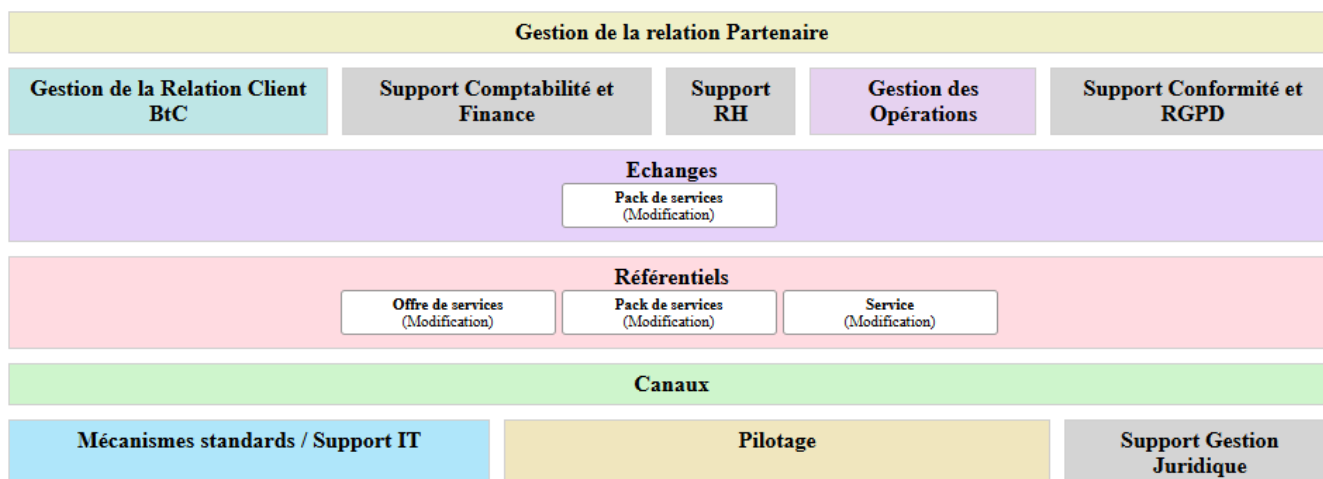 Gestion de la relation Partenaire
Gestion de la Relation Client
BtC
Support Comptabilité et
Finance
Support
RH
Gestion des
Opérations
Support Conformité et
RGPD
Echanges
Pack de services
(Modification)
Référentiels
Offre de services
(Modification)
Pack de services
(Modification)
Service
(Modification)
Canaux
Mécanismes standards / Support IT
Pilotage
Support Gestion
Juridique